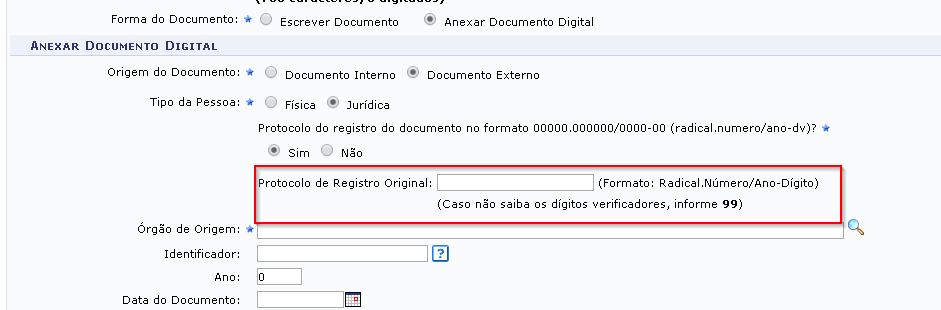 Forma do Documento: Escrever Documento Anexar Documento Digital
ANEXAR DOCUMENTO DIGITAL
Origem do Documento: Documento Interno Documento Externo
Tipo da Pessoa: Física Jurídica
Protocolo do registro do documento no formato 00000.000000/0000-00 (radical.numero/ano-dv)?
Sim Não
Protocolo de Registro Original: (Formato: Radical.Número/Ano-Dígito)
(Caso não saiba os dígitos verificadores, informe 99)
Órgão de Origem:
Identificador: ?
Ano: 0
Data do Documento: